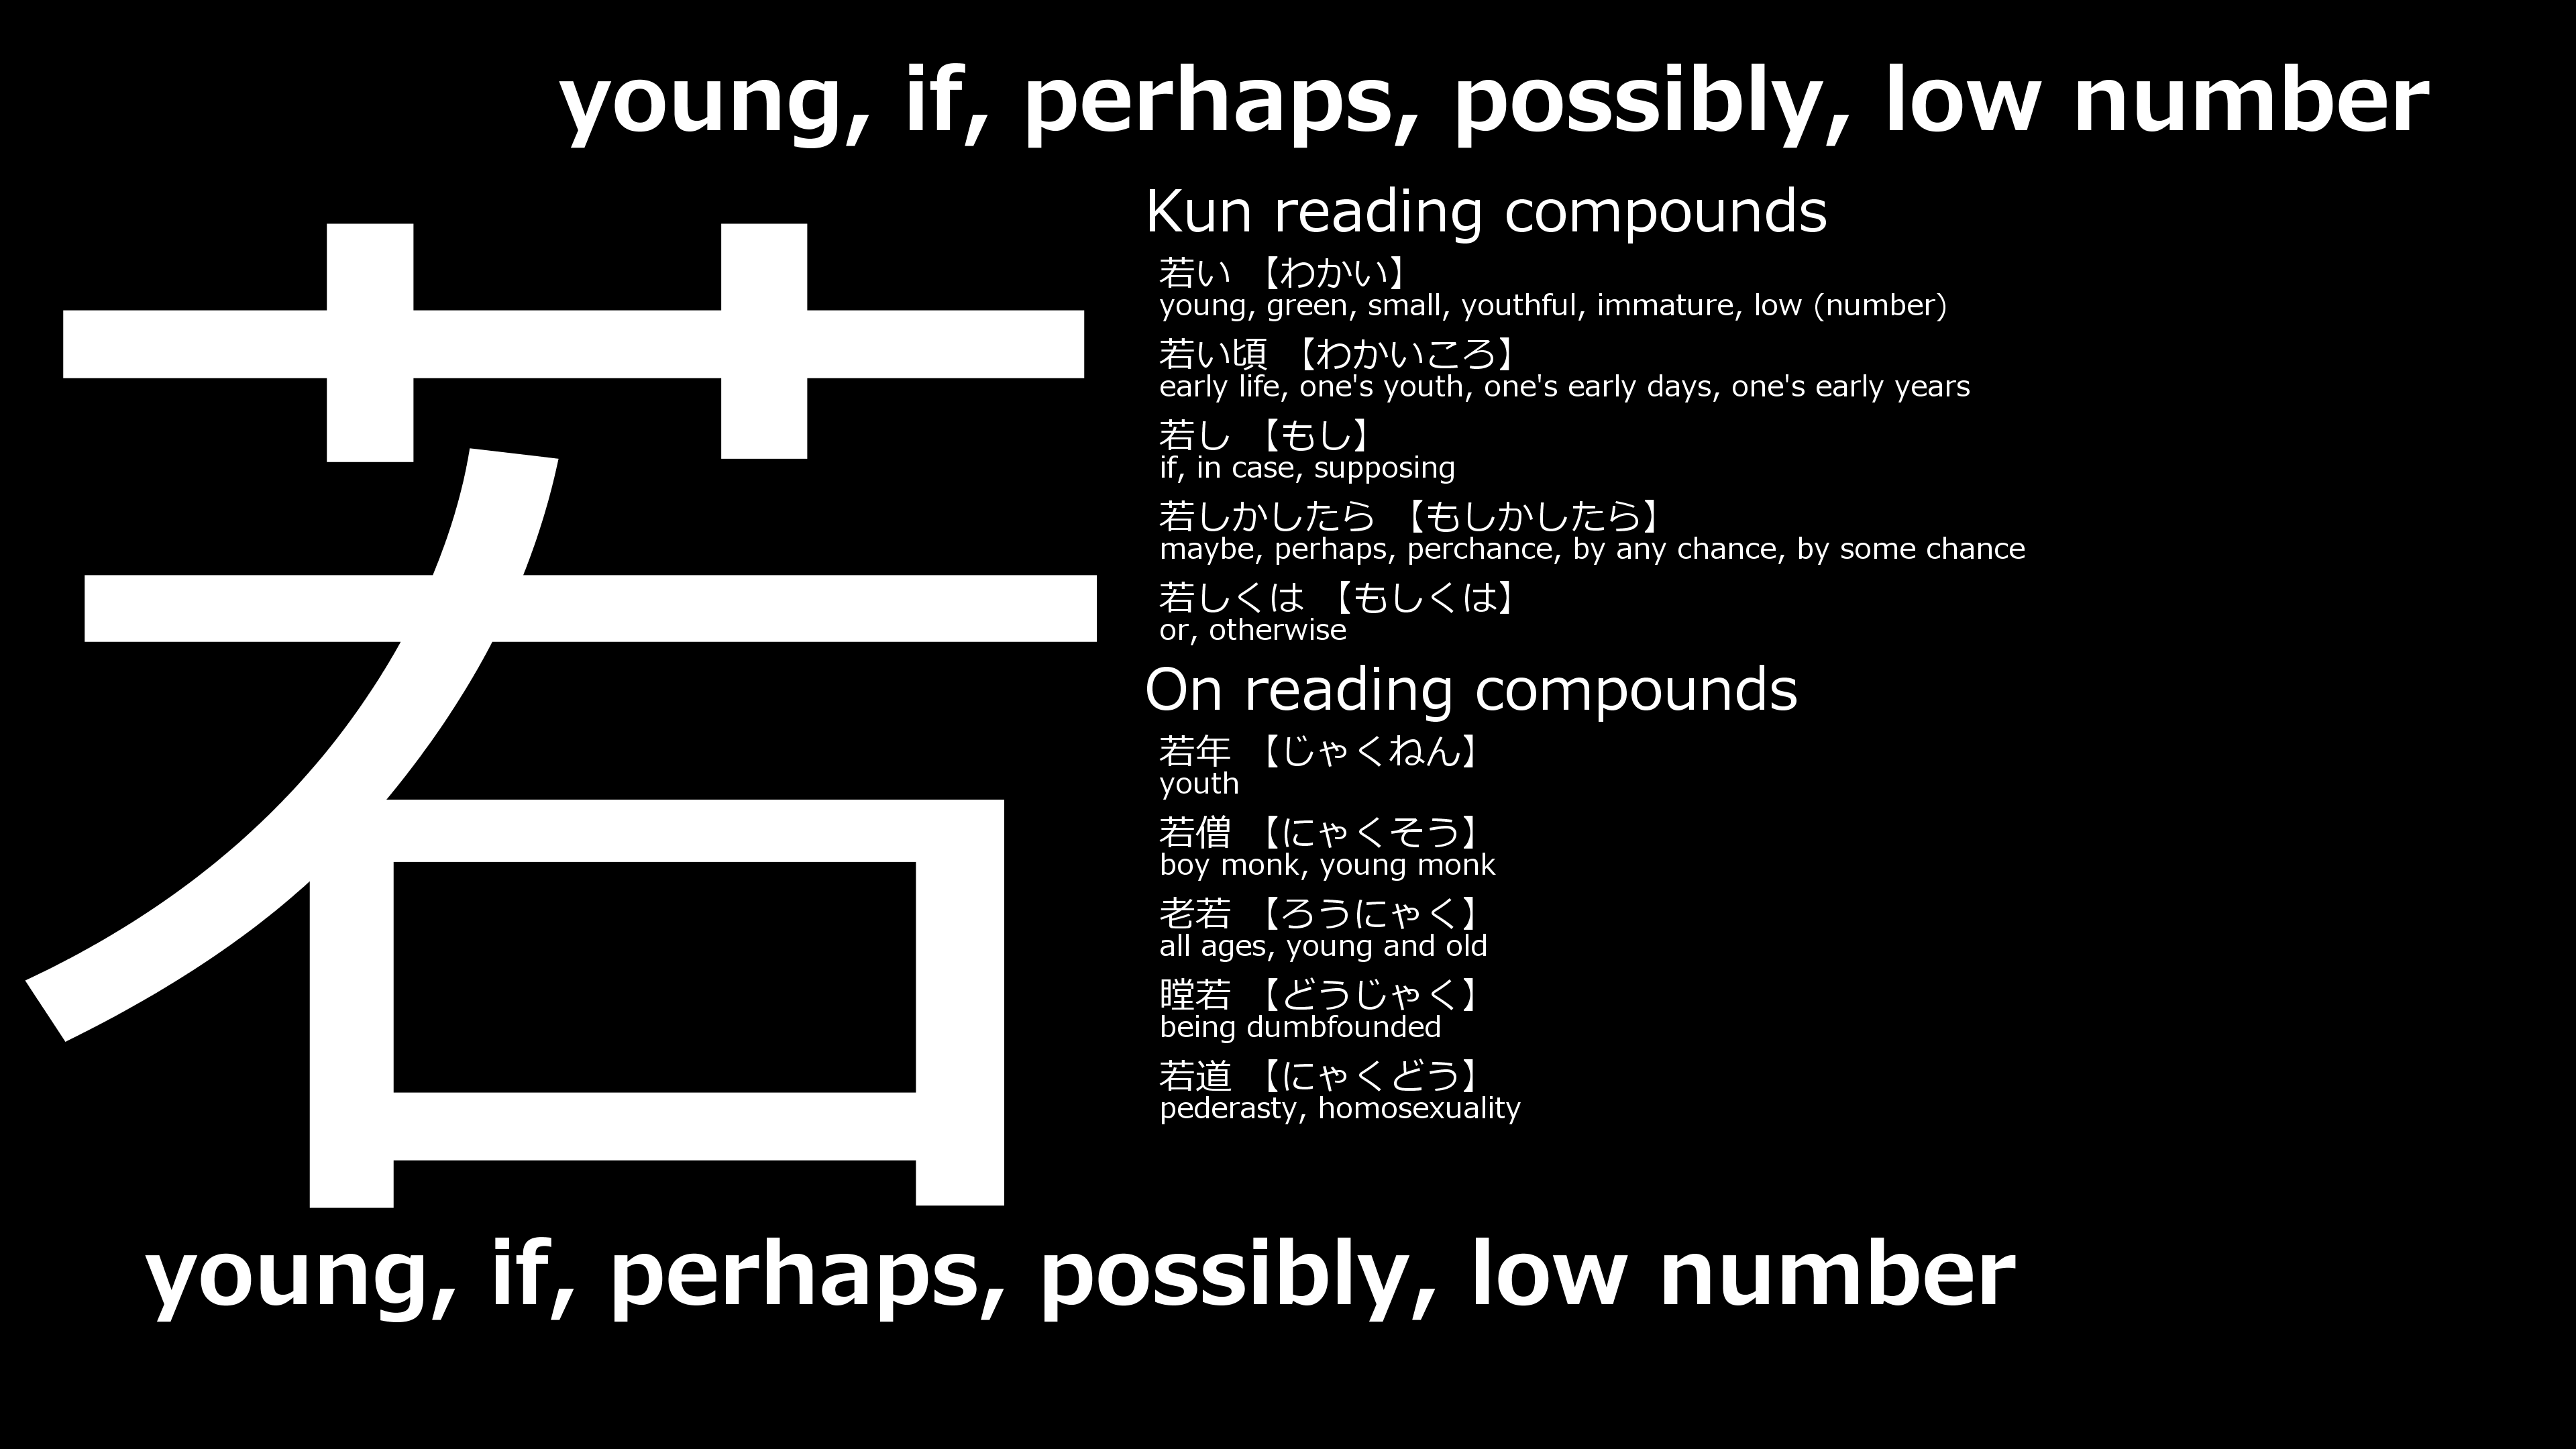 young, if, perhaps, possibly, low number
若
Kun reading compounds
若い 【わかい】
young, green, small, youthful, immature, low (number)
若い頃 【わかいころ】
early life, one's youth, one's early days, one's early years
若し 【もし】
if, in case, supposing
若しかしたら 【もしかしたら】
maybe, perhaps, perchance, by any chance, by some chance
若しくは 【もしくは】
or, otherwise
On reading compounds
若年 【じゃくねん】
youth
若僧 【にゃくそう】
boy monk, young monk
老若 【ろうにゃく】
all ages, young and old
瞠若 【どうじゃく】
being dumbfounded
若道 【にゃくどう】
pederasty, homosexuality
young, if, perhaps, possibly, low number